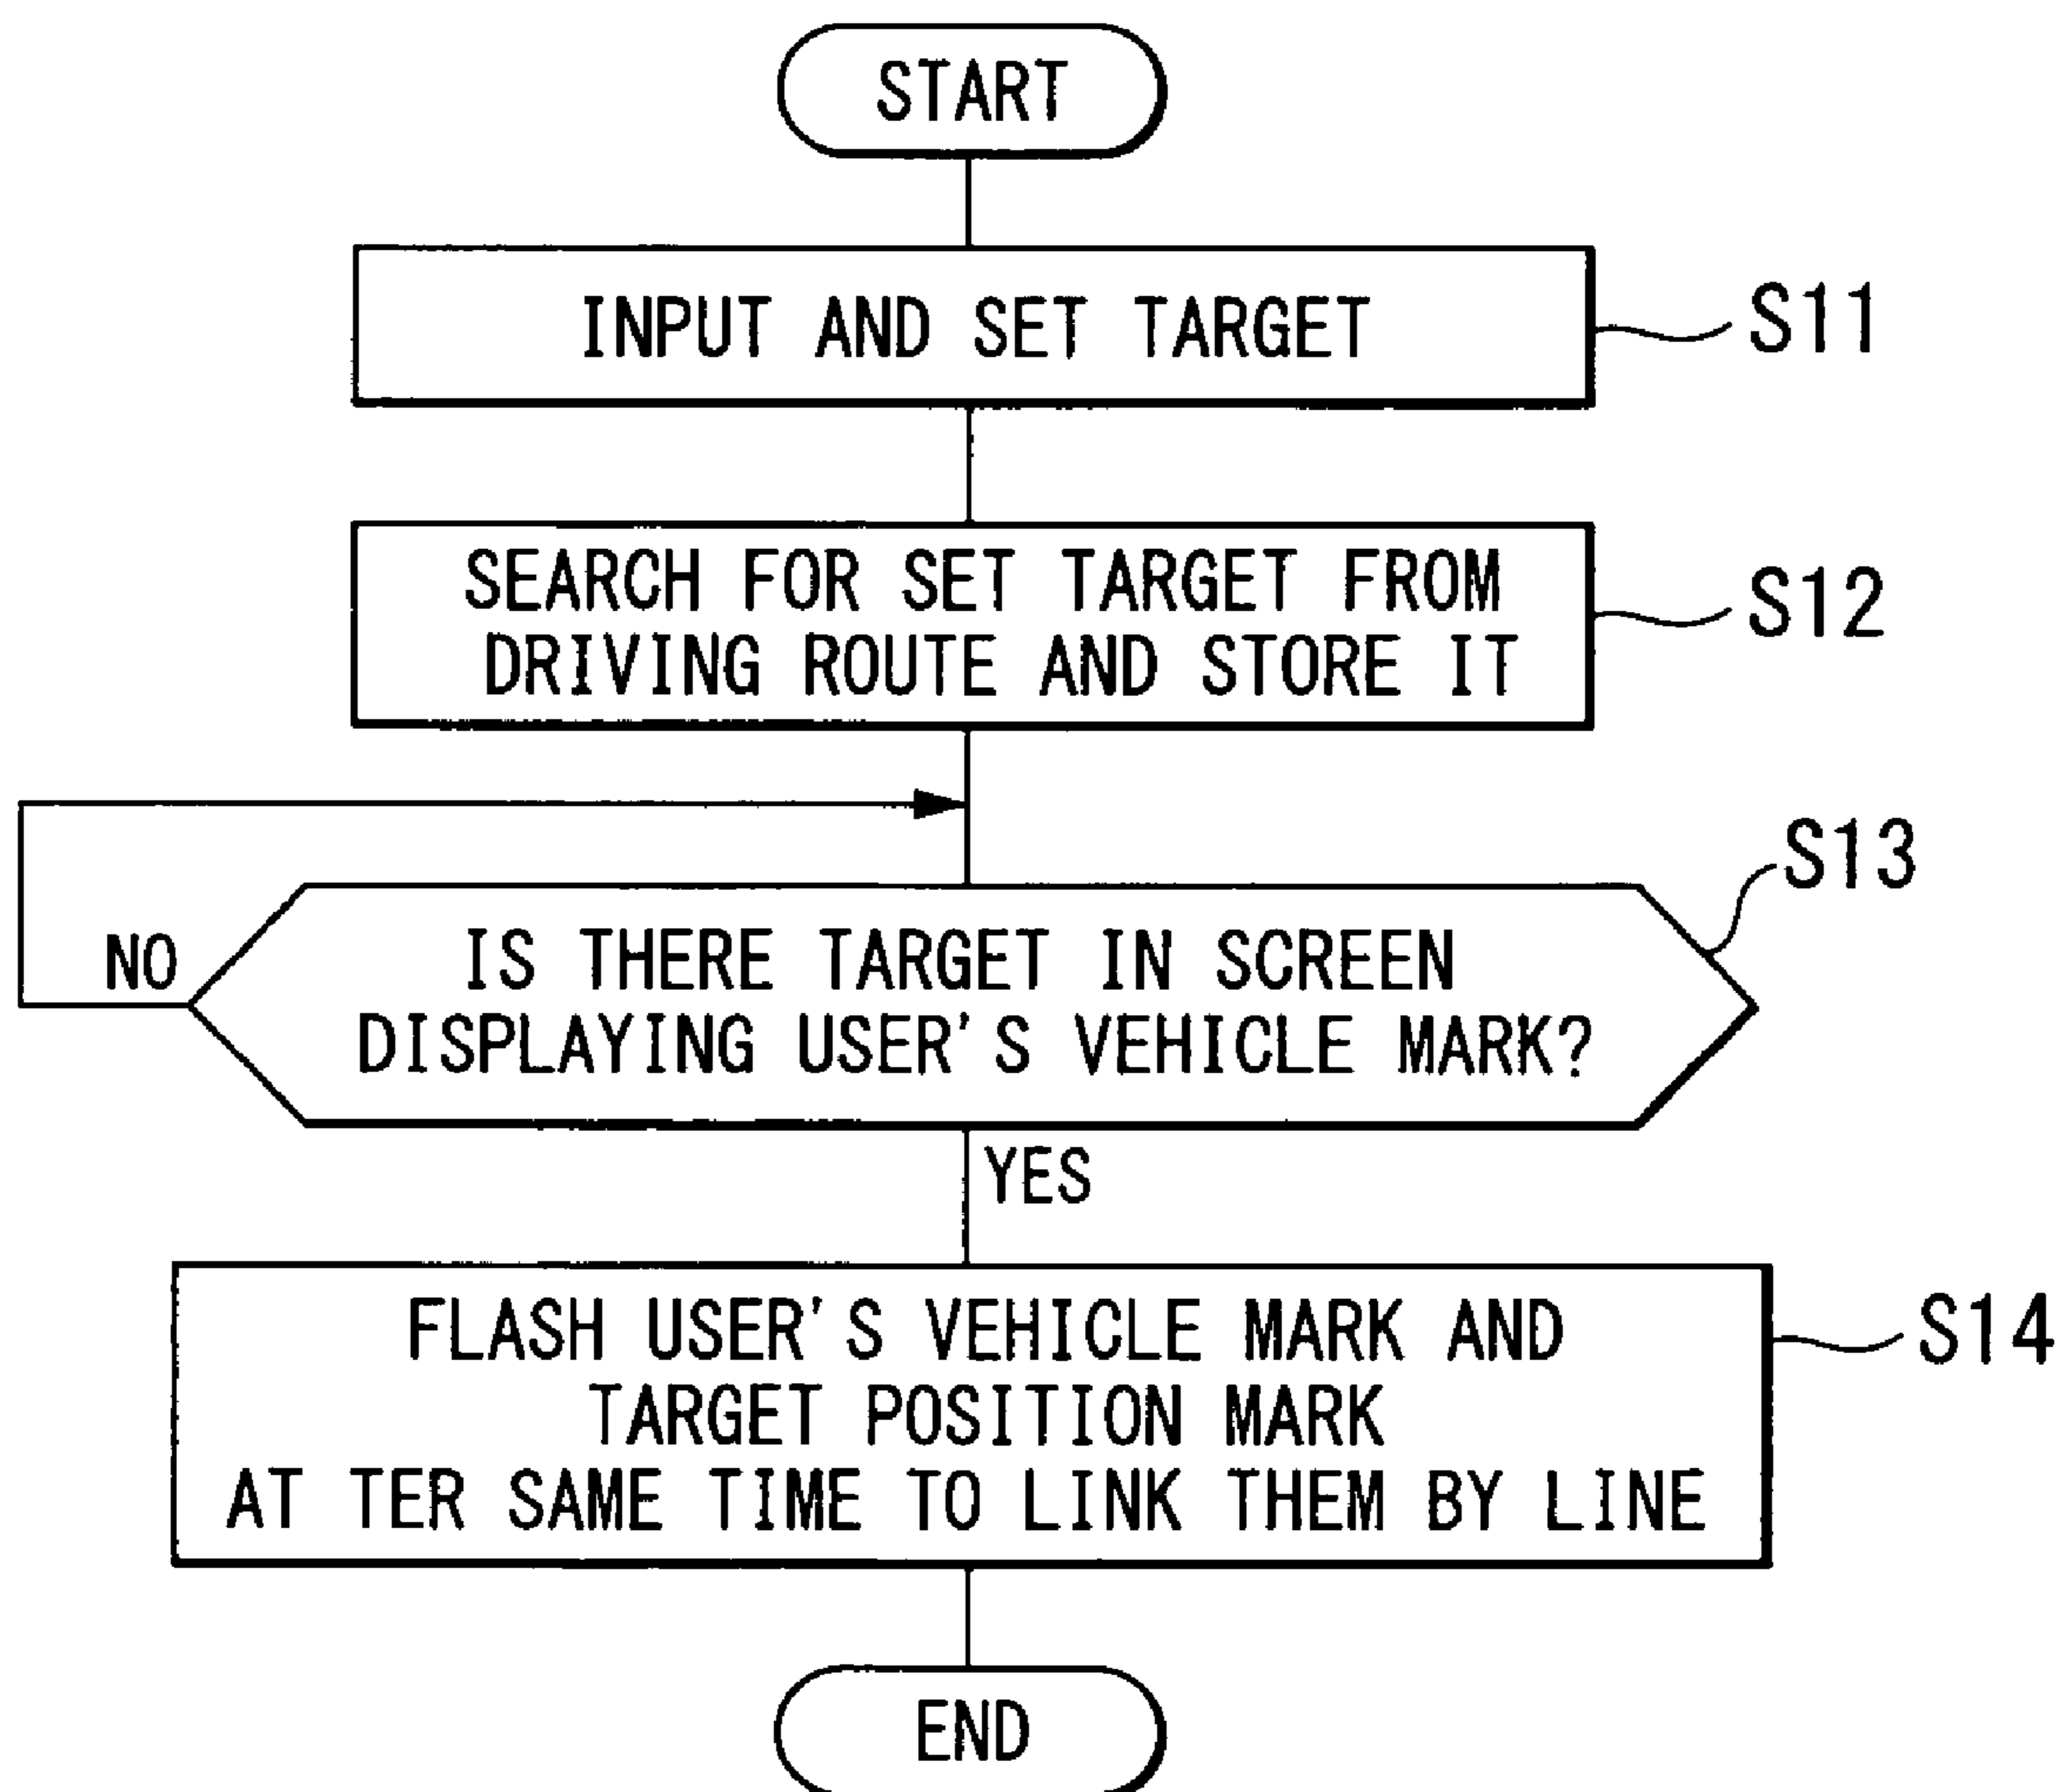 START
INPUT AND SET TARGET
S11
SEARCH FOR SET TARGET FROM
DRIVING ROUTE AND STORE IT
S12
S13
NO
IS THERE TARGET IN SCREEN
DISPLAYING USER'S VEHICLE MARK?
YES
FLASH USER'S VEHICLE MARK AND
TARGET POSITION MARK
AT TER SAME TIME TO LINK THEM BY LINE
S14
END